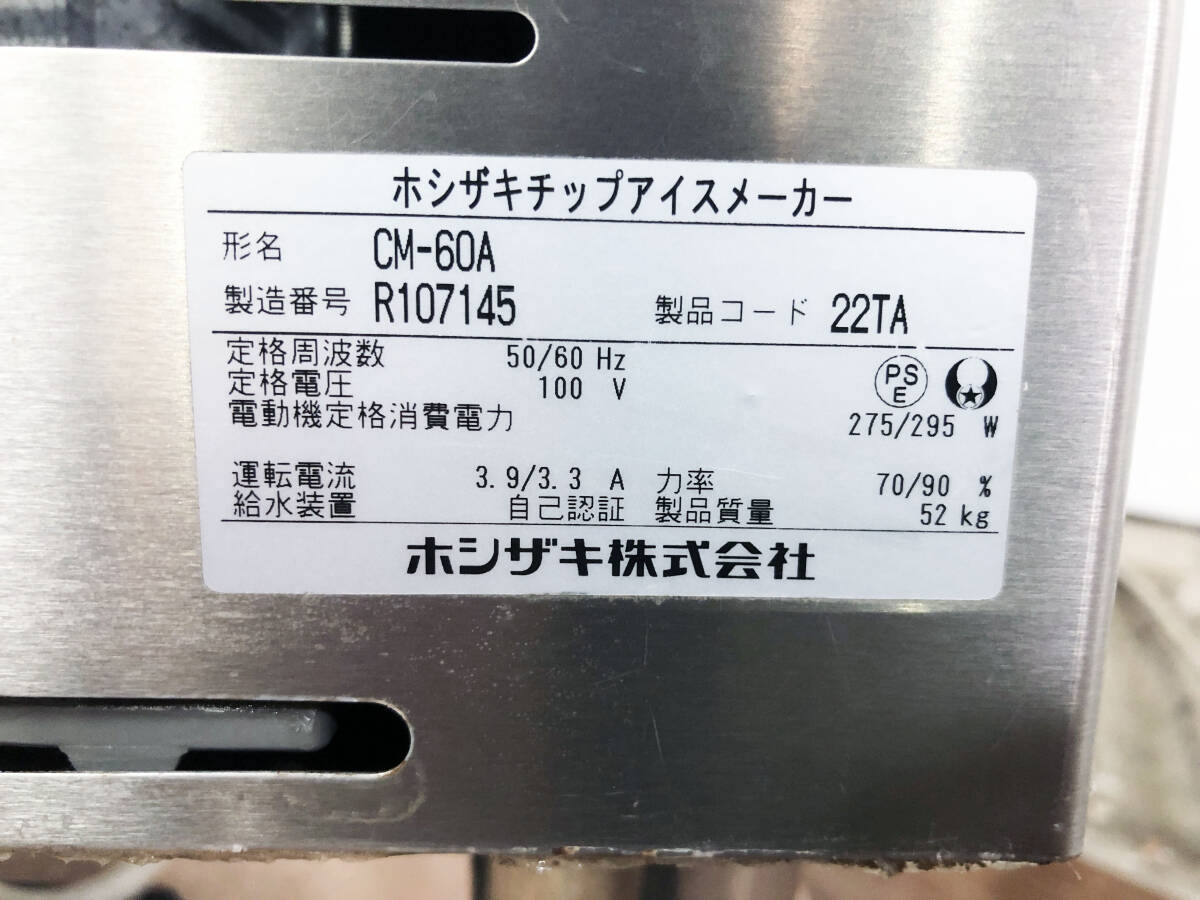 ホシザキチップアイスメーカー
形名 CM-60A
製造番号 R107145 製品コード 22TA
定格周波数 50/60 Hz
定格電圧 100 V
PS E
電動機定格消費電力 275/295 W
運転電流 3.9/3.3 A 力率 70/90 %
給水装置 自己認証 製品質量 52 kg
ホシザキ株式会社